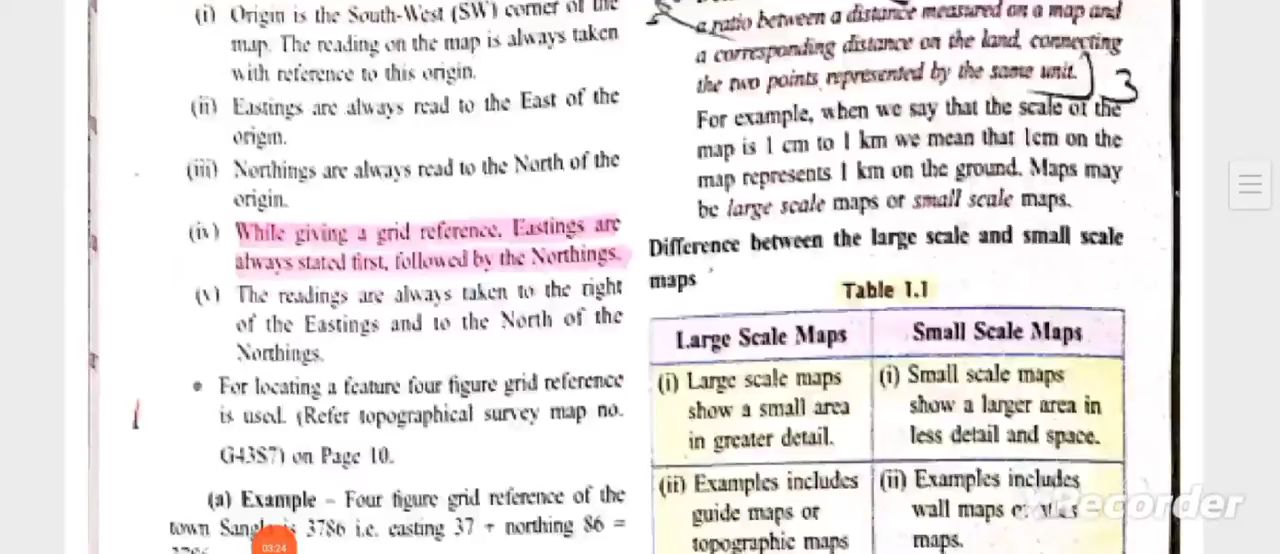 (i) Origin is the South-West (SW) corner of the
map. The reading on the map is always taken
with reference to this origin.
(ii) Eastings are always read to the East of the
origin.
(iii) Northings are always read to the North of the
origin.
(iv) While giving a grid reference, Eastings are
always stated first, followed by the Northings.
(v) The readings are always taken to the right
of the Eastings and to the North of the
Northings.
• For locating a feature four figure grid reference
is used. (Refer topographical survey map no.
G43S7) on Page 10.
(a) Example – Four figure grid reference of the
town Sangla is 3786 i.e. easting 37 + northing 86 =
03:24
a ratio between a distance measured on a map and
a corresponding distance on the land, connecting
the two points represented by the same unit.
3
For example, when we say that the scale of the
map is 1 cm to 1 km we mean that 1cm on the
map represents 1 km on the ground. Maps may
be large scale maps or small scale maps.
Difference between the large scale and small scale
maps
Table 1.1
Large Scale Maps
Small Scale Maps
(i) Large scale maps
show a small area
in greater detail.
(i) Small scale maps
show a larger area in
less detail and space.
(ii) Examples includes
guide maps or
topographic maps
(ii) Examples includes
wall maps or
maps.
XRecorder